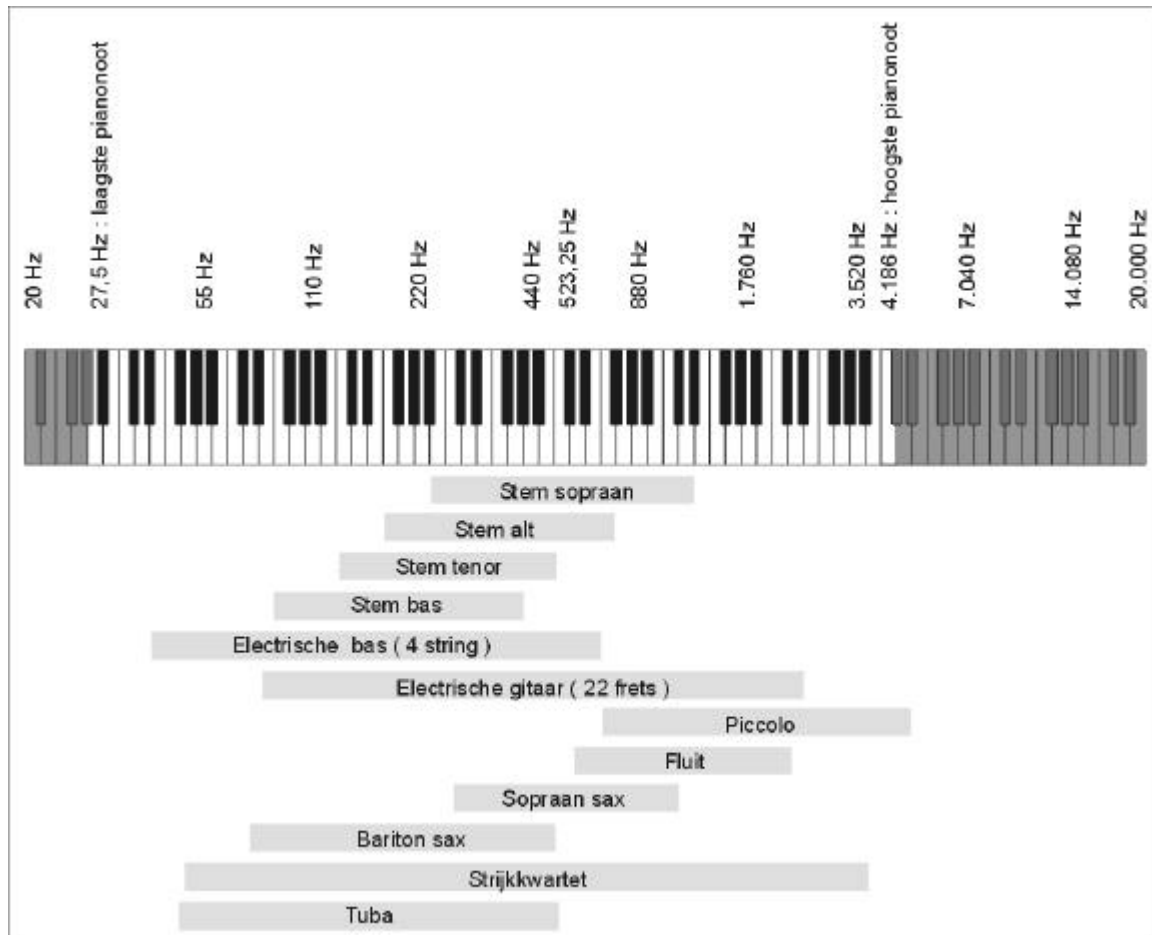 20 Hz
27,5 Hz : laagste pianonoot
55 Hz
110 Hz
220 Hz
440 Hz
523,25 Hz
880 Hz
1.760 Hz
3.520 Hz
4.186 Hz : hoogste pianonoot
7.040 Hz
14.080 Hz
20.000 Hz
Stem sopraan
Stem alt
Stem tenor
Stem bas
Electrische bas ( 4 string )
Electrische gitaar ( 22 frets )
Piccolo
Fluit
Sopraan sax
Bariton sax
Strijkkwartet
Tuba